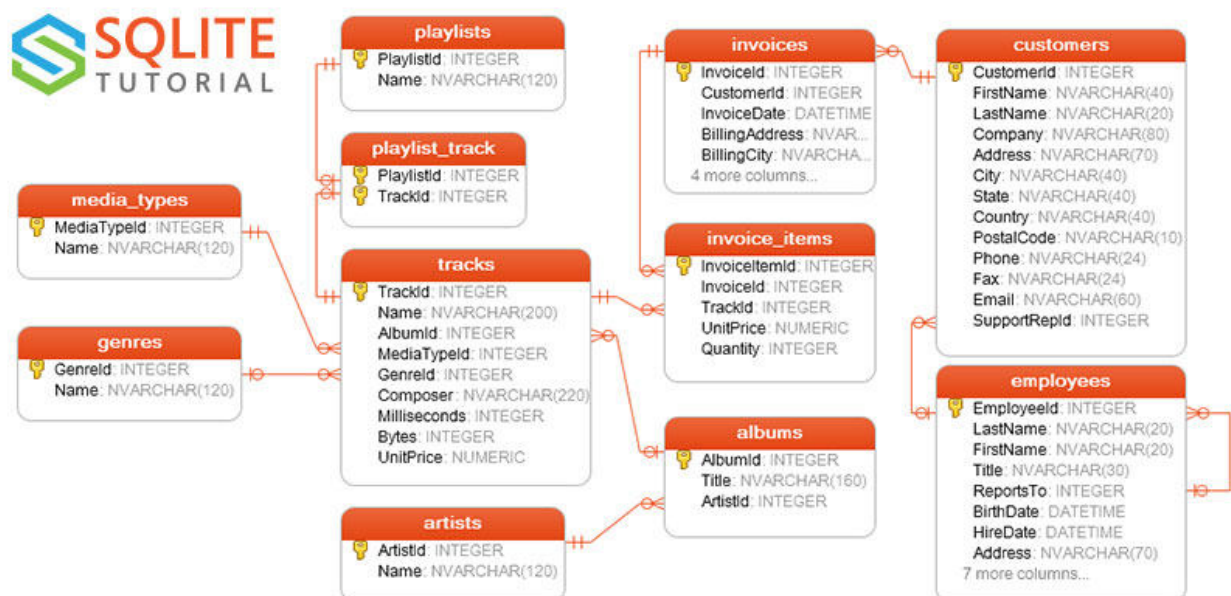 SQLITE
TUTORIAL
playlists
PlaylistId: INTEGER
Name: NVARCHAR(120)
playlist_track
PlaylistId: INTEGER
TrackId: INTEGER
media_types
MediaTypeId: INTEGER
Name: NVARCHAR(120)
genres
GenreId: INTEGER
Name: NVARCHAR(120)
tracks
TrackId: INTEGER
Name: NVARCHAR(200)
AlbumId: INTEGER
MediaTypeId: INTEGER
GenreId: INTEGER
Composer: NVARCHAR(220)
Milliseconds: INTEGER
Bytes: INTEGER
UnitPrice: NUMERIC
artists
ArtistId: INTEGER
Name: NVARCHAR(120)
invoices
InvoiceId: INTEGER
CustomerId: INTEGER
InvoiceDate: DATETIME
BillingAddress: NVAR...
BillingCity: NVARCHA...
4 more columns...
invoice_items
InvoiceItemId: INTEGER
InvoiceId: INTEGER
TrackId: INTEGER
UnitPrice: NUMERIC
Quantity: INTEGER
albums
AlbumId: INTEGER
Title: NVARCHAR(160)
ArtistId: INTEGER
customers
CustomerId: INTEGER
FirstName: NVARCHAR(40)
LastName: NVARCHAR(20)
Company: NVARCHAR(80)
Address: NVARCHAR(70)
City: NVARCHAR(40)
State: NVARCHAR(40)
Country: NVARCHAR(40)
PostalCode: NVARCHAR(10)
Phone: NVARCHAR(24)
Fax: NVARCHAR(24)
Email: NVARCHAR(60)
SupportRepId: INTEGER
employees
EmployeeId: INTEGER
LastName: NVARCHAR(20)
FirstName: NVARCHAR(20)
Title: NVARCHAR(30)
ReportsTo: INTEGER
BirthDate: DATETIME
HireDate: DATETIME
Address: NVARCHAR(70)
7 more columns...